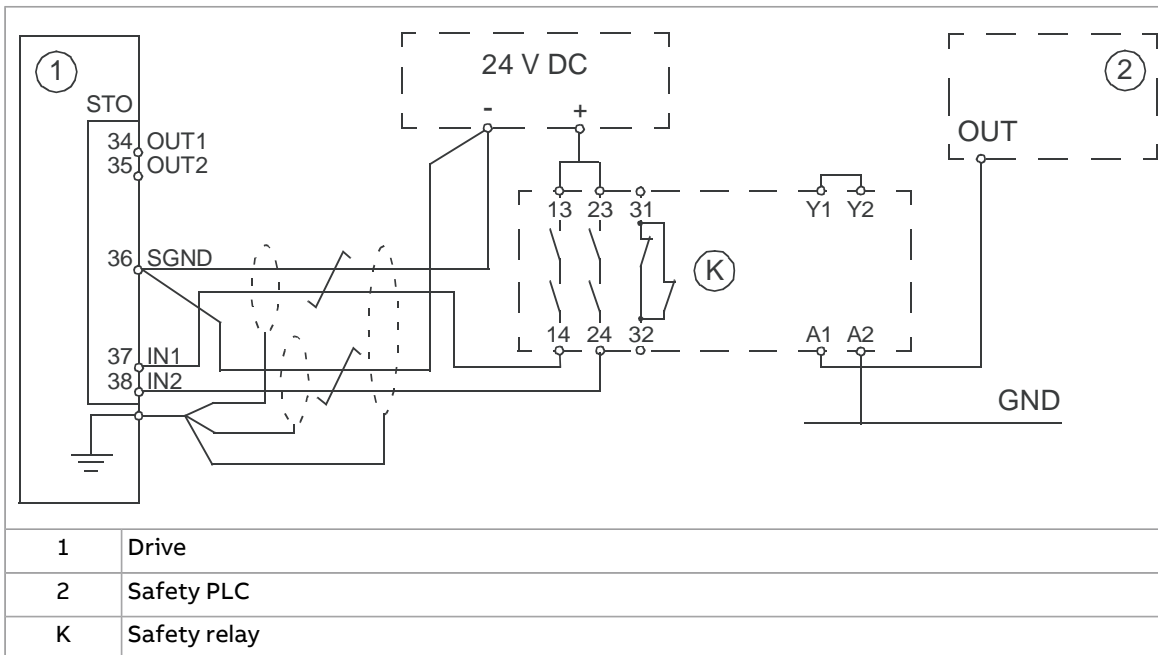 1
24 V DC
2
STO
- +
34 OUT1
35 OUT2
OUT
13 23 31
Y1 Y2
36 SGND
K
14 24 32
A1 A2
37 IN1
38 IN2
GND
1 Drive
2 Safety PLC
K Safety relay